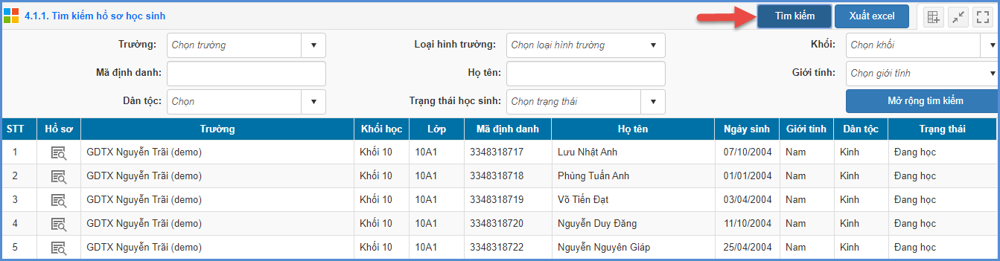 4.1.1. Tìm kiếm hồ sơ học sinh Tìm kiếm Xuất excel
Trường: Chọn trường Loại hình trường: Chọn loại hình trường Khối: Chọn khối
Mã định danh: Họ tên: Giới tính: Chọn giới tính
Dân tộc: Chọn Trạng thái học sinh: Chọn trạng thái Mở rộng tìm kiếm
STT Hồ sơ Trường Khối học Lớp Mã định danh Họ tên Ngày sinh Giới tính Dân tộc Trạng thái
1 GDTX Nguyễn Trãi (demo) Khối 10 10A1 3348318717 Lưu Nhật Anh 07/10/2004 Nam Kinh Đang học
2 GDTX Nguyễn Trãi (demo) Khối 10 10A1 3348318718 Phùng Tuấn Anh 01/01/2004 Nam Kinh Đang học
3 GDTX Nguyễn Trãi (demo) Khối 10 10A1 3348318719 Võ Tiến Đạt 03/04/2004 Nam Kinh Đang học
4 GDTX Nguyễn Trãi (demo) Khối 10 10A1 3348318720 Nguyễn Duy Đăng 11/10/2004 Nam Kinh Đang học
5 GDTX Nguyễn Trãi (demo) Khối 10 10A1 3348318722 Nguyễn Nguyên Giáp 25/04/2004 Nam Kinh Đang học